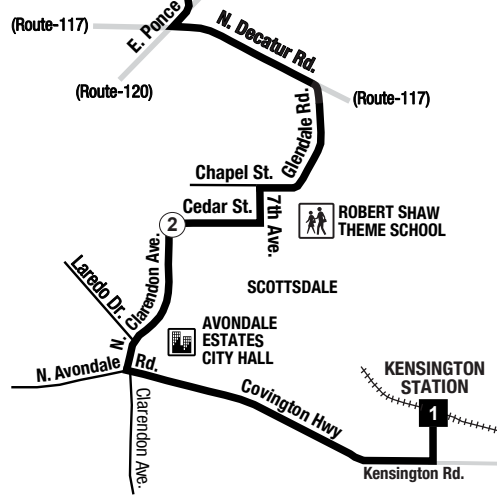 (Route-117)
E. Ponce
N. Decatur Rd.
(Route-120)
(Route-117)
Glendale Rd.
Chapel St.
Cedar St.
7th Ave.
2
ROBERT SHAW
THEME SCHOOL
N. Clarendon Ave.
Laredo Dr.
SCOTTSDALE
AVONDALE
ESTATES
CITY HALL
N. Avondale Rd.
Clarendon Ave.
Covington Hwy
KENSINGTON
STATION
1
Kensington Rd.